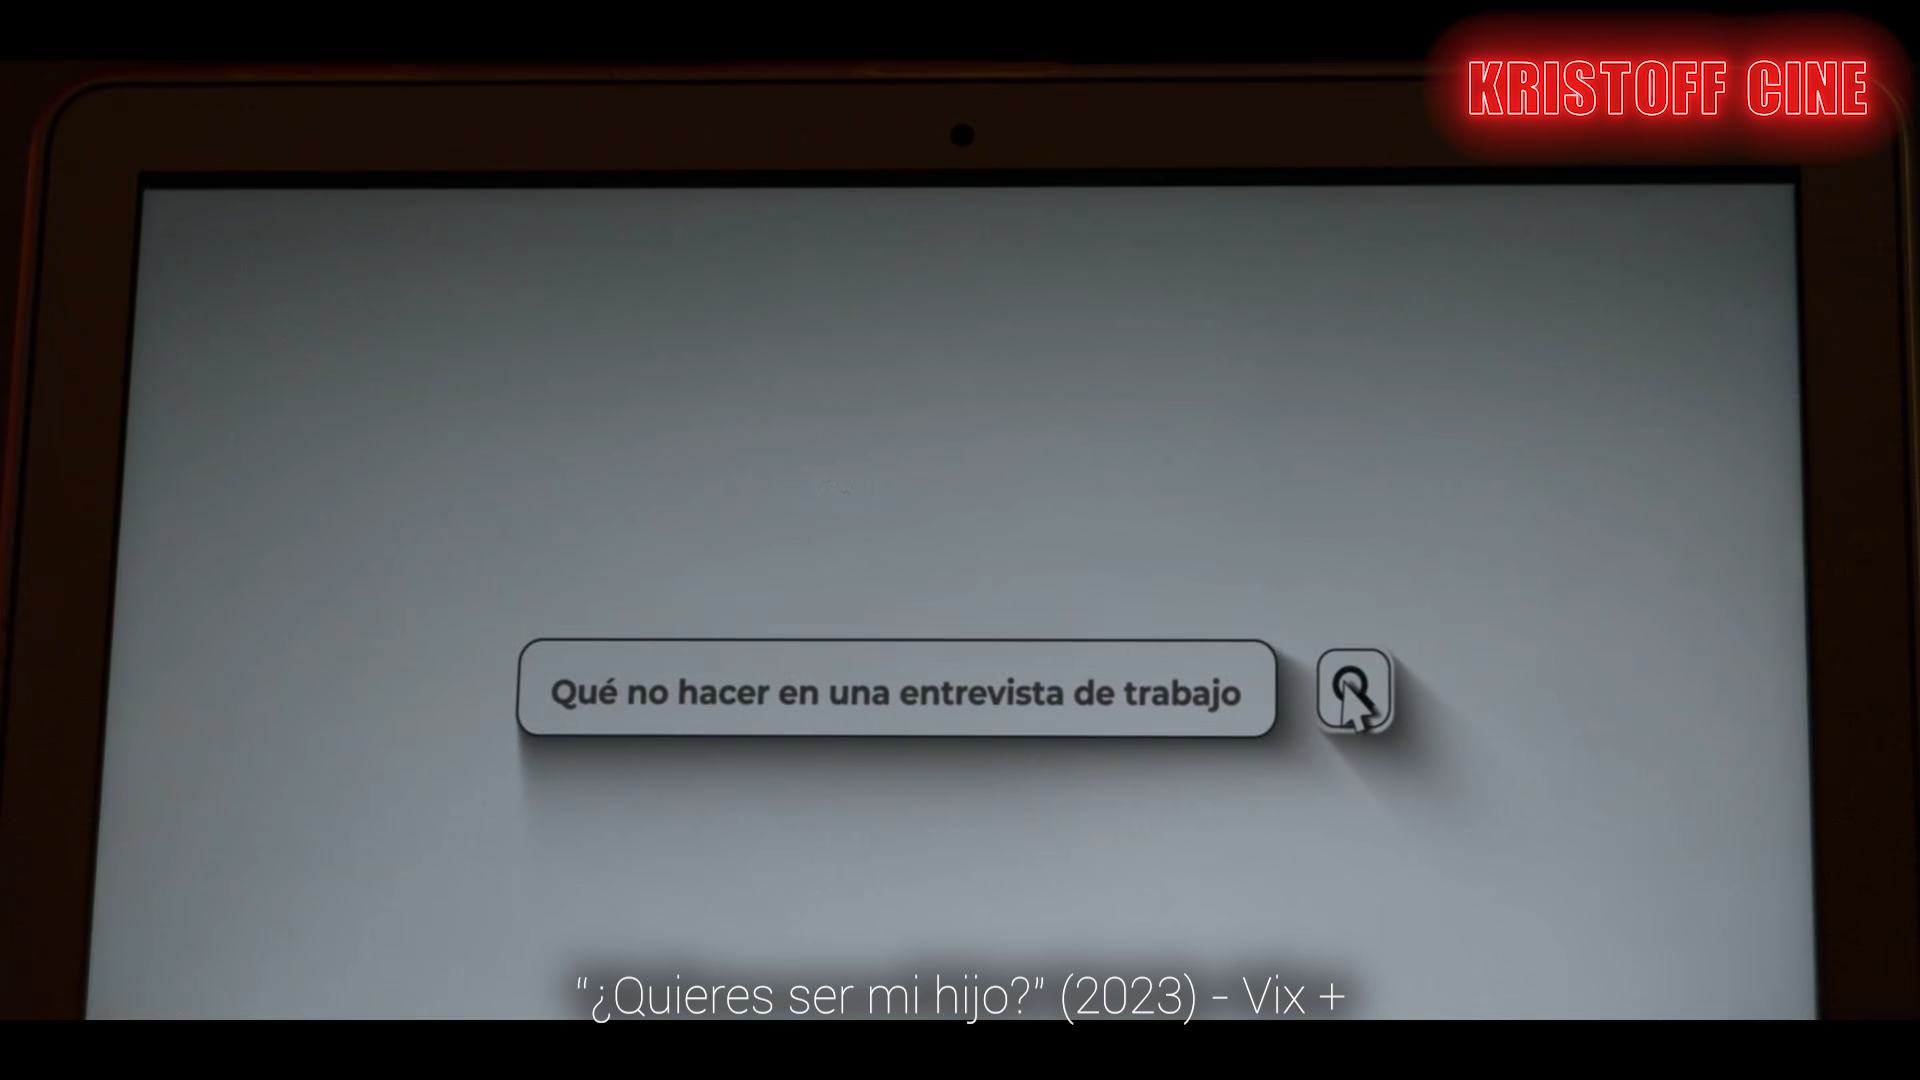 KRISTOFF CINE
Qué no hacer en una entrevista de trabajo
“¿Quieres ser mi hijo?” (2023) - Vix +